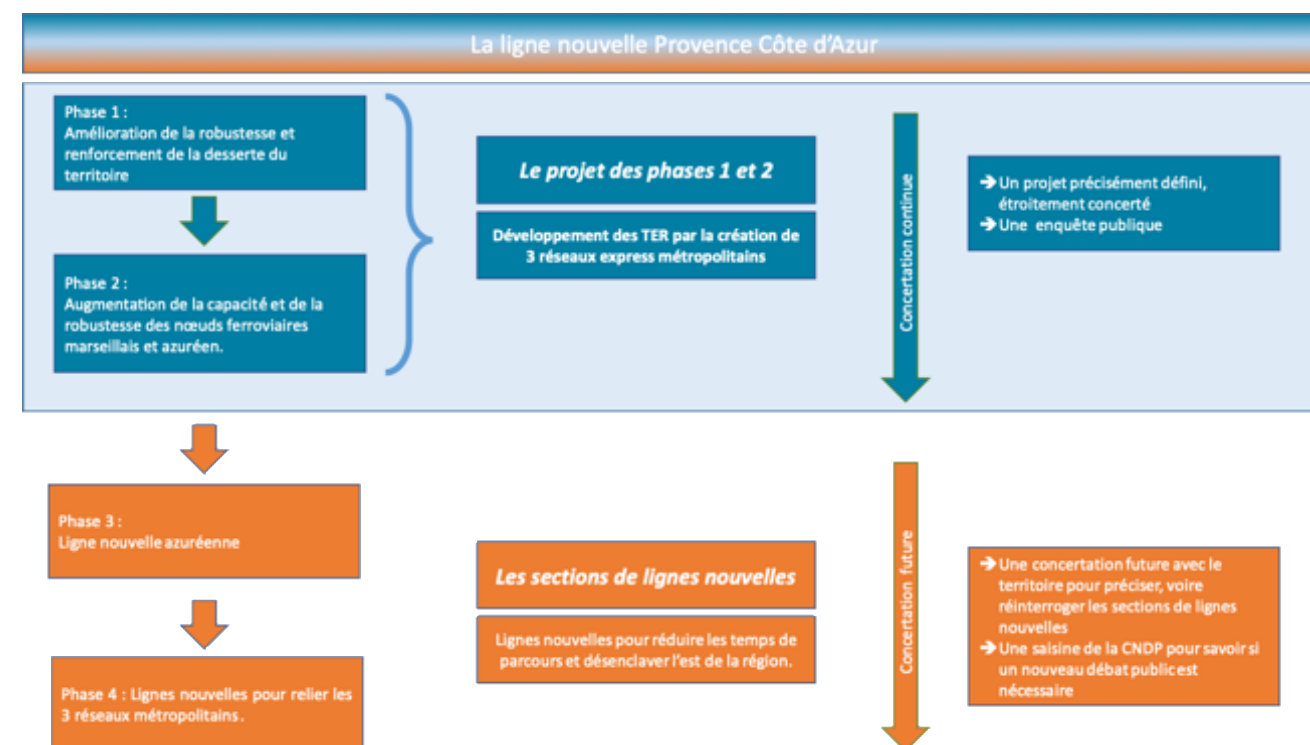 La ligne nouvelle Provence Côte d'Azur
Phase 1 :
Amélioration de la robustesse et
renforcement de la desserte du
territoire
Phase 2 :
Augmentation de la capacité et de la
robustesse des nœuds ferroviaires
marseillais et azuréen.
Le projet des phases 1 et 2
Développement des TER par la création de
3 réseaux express métropolitains
Concertation continue
➔ Un projet précisément défini,
étroitement concerté
➔ Une enquête publique
Phase 3 :
Ligne nouvelle azuréenne
Phase 4 : Lignes nouvelles pour relier les
3 réseaux métropolitains.
Les sections de lignes nouvelles
Lignes nouvelles pour réduire les temps de
parcours et désenclaver l'est de la région.
Concertation future
➔ Une concertation future avec le
territoire pour préciser, voire
réinterroger les sections de lignes
nouvelles
➔ Une saisine de la CNDP pour savoir si
un nouveau débat public est
nécessaire